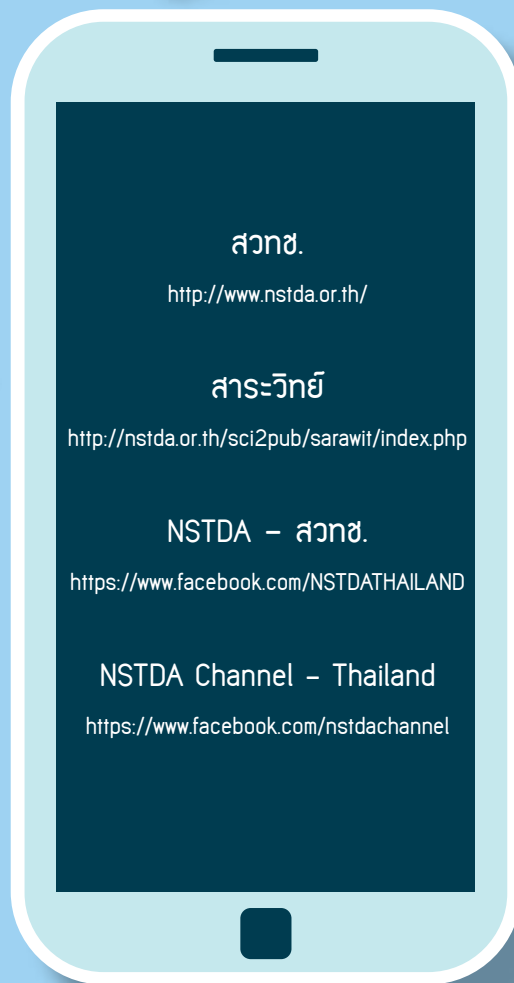 สวทช.
http://www.nstda.or.th/
สาระวิทย์
http://nstda.or.th/sci2pub/sarawit/index.php
NSTDA - สวทช.
https://www.facebook.com/NSTDATHAILAND
NSTDA Channel - Thailand
https://www.facebook.com/nstdachannel